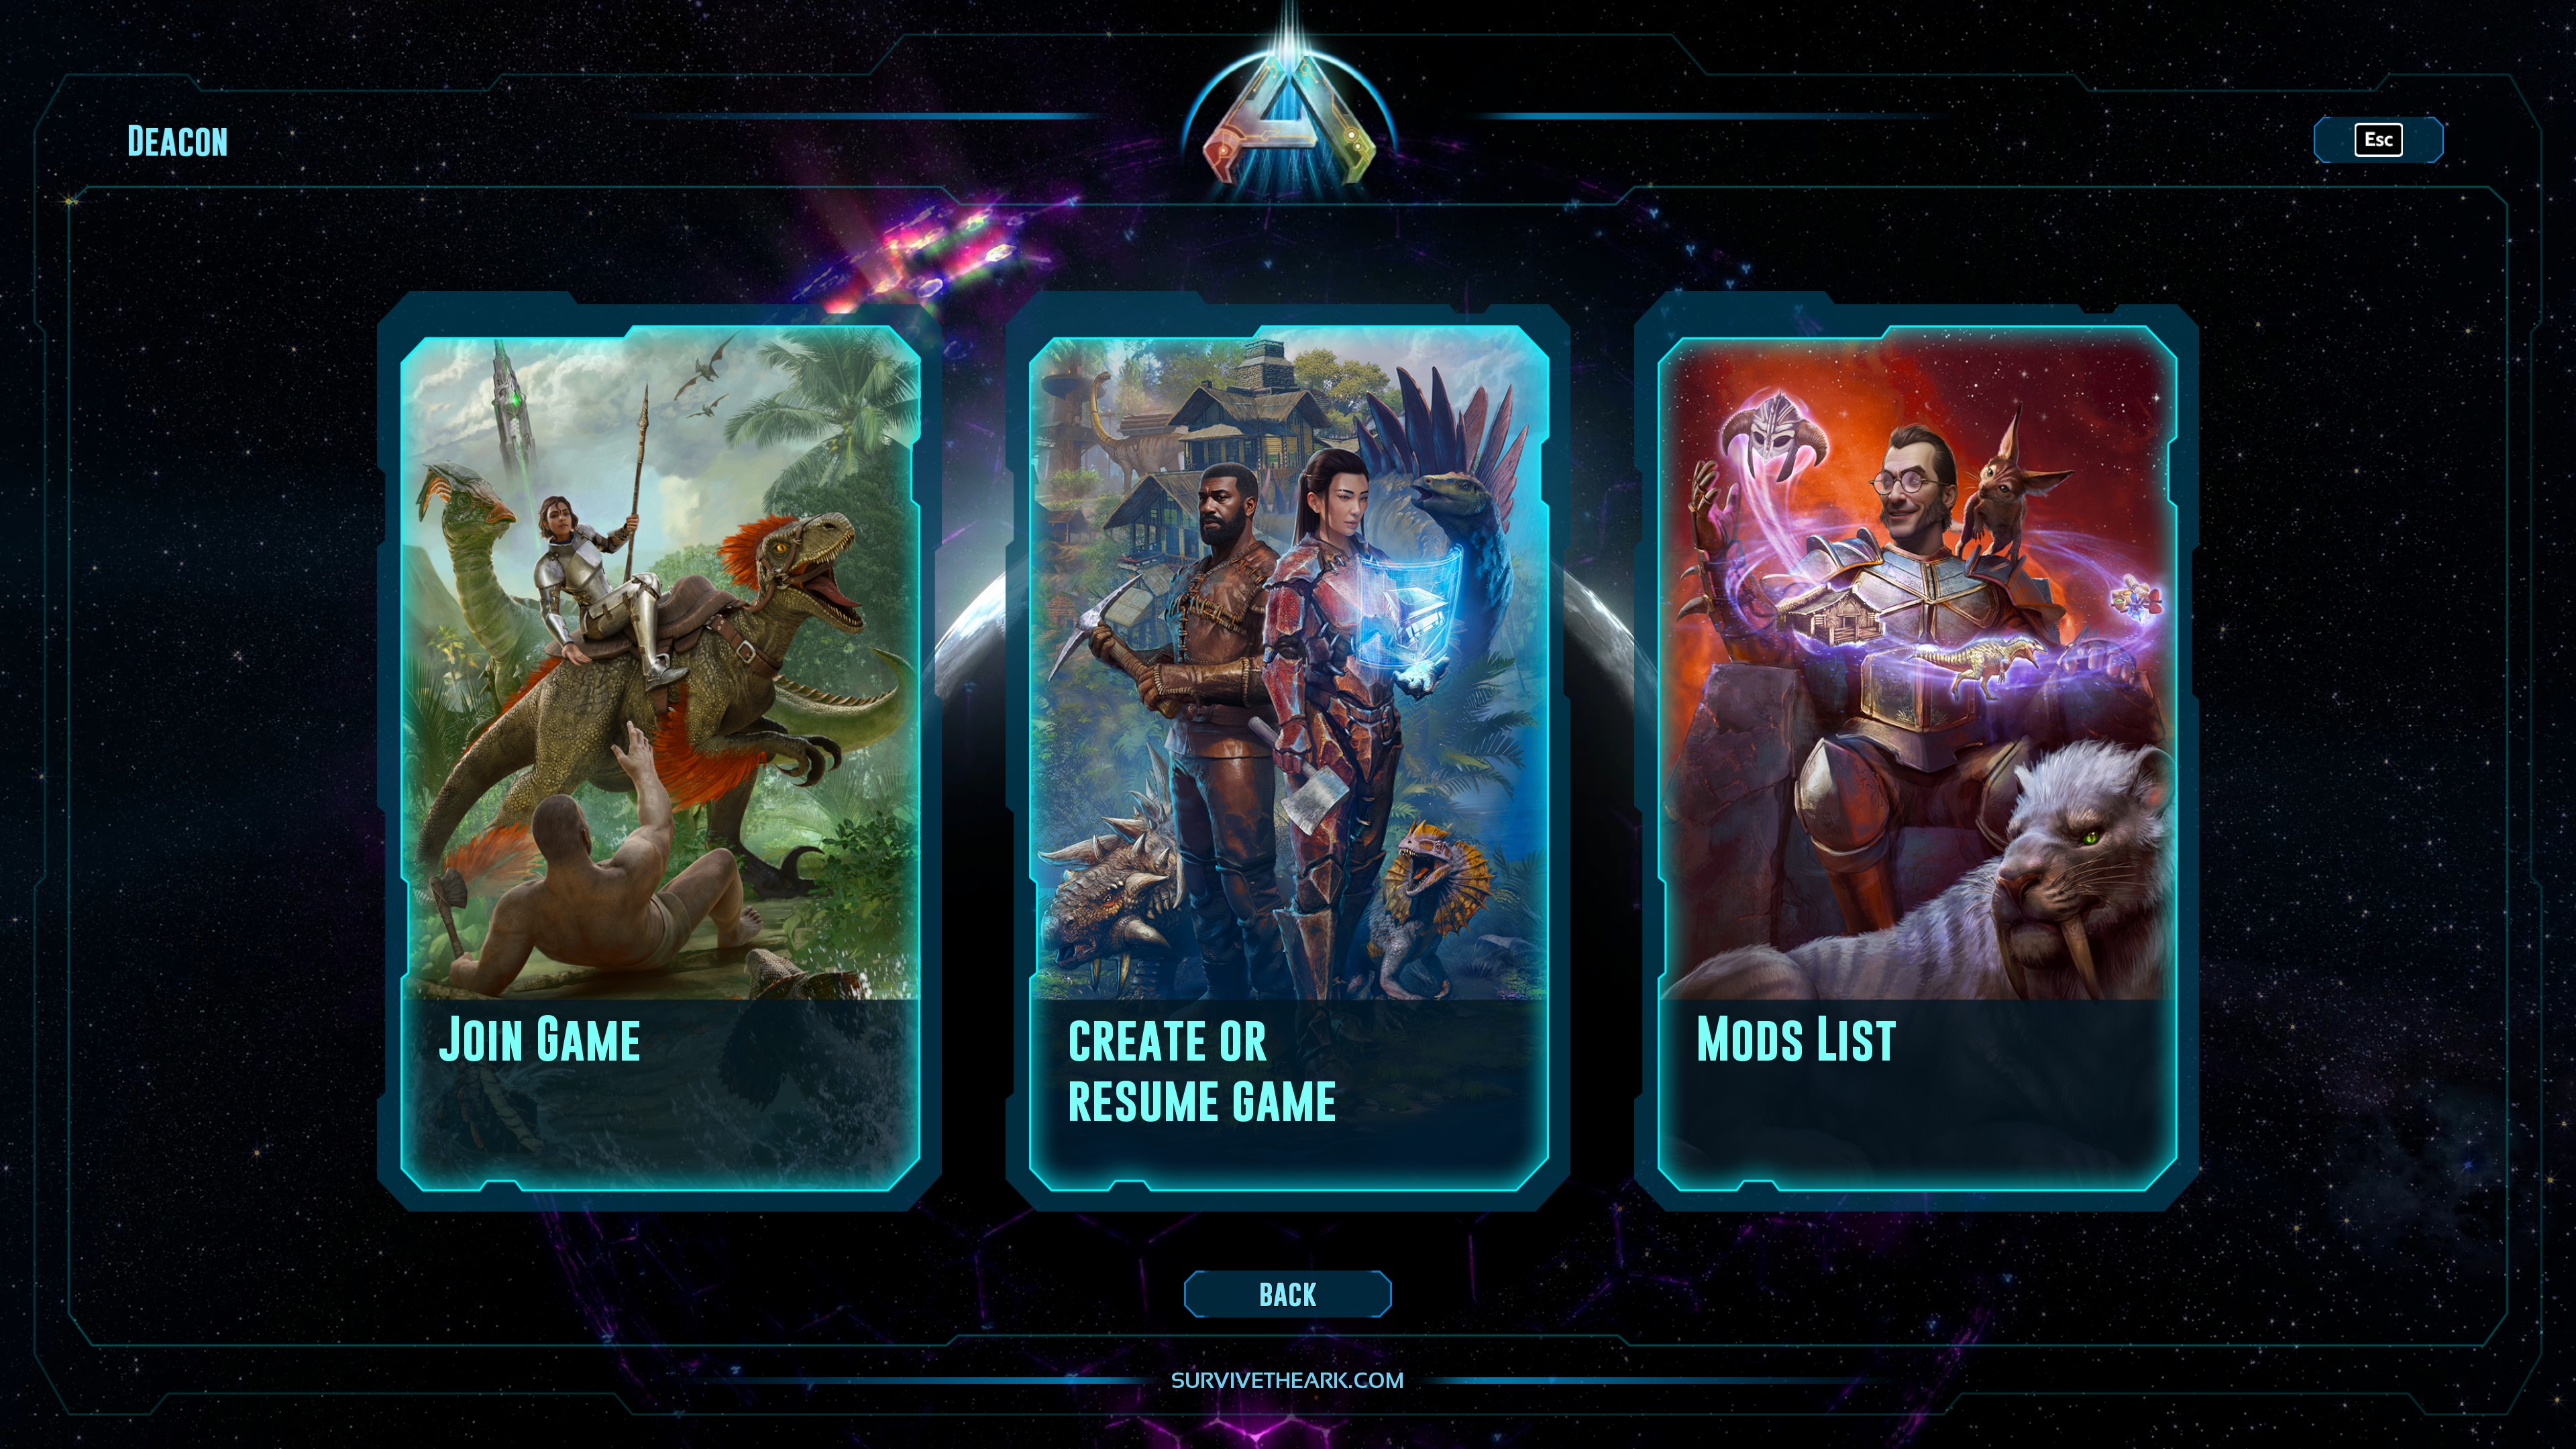 Deacon
Esc
Join Game
CREATE OR
RESUME GAME
Mods List
BACK
SURVIVETHEARK.COM